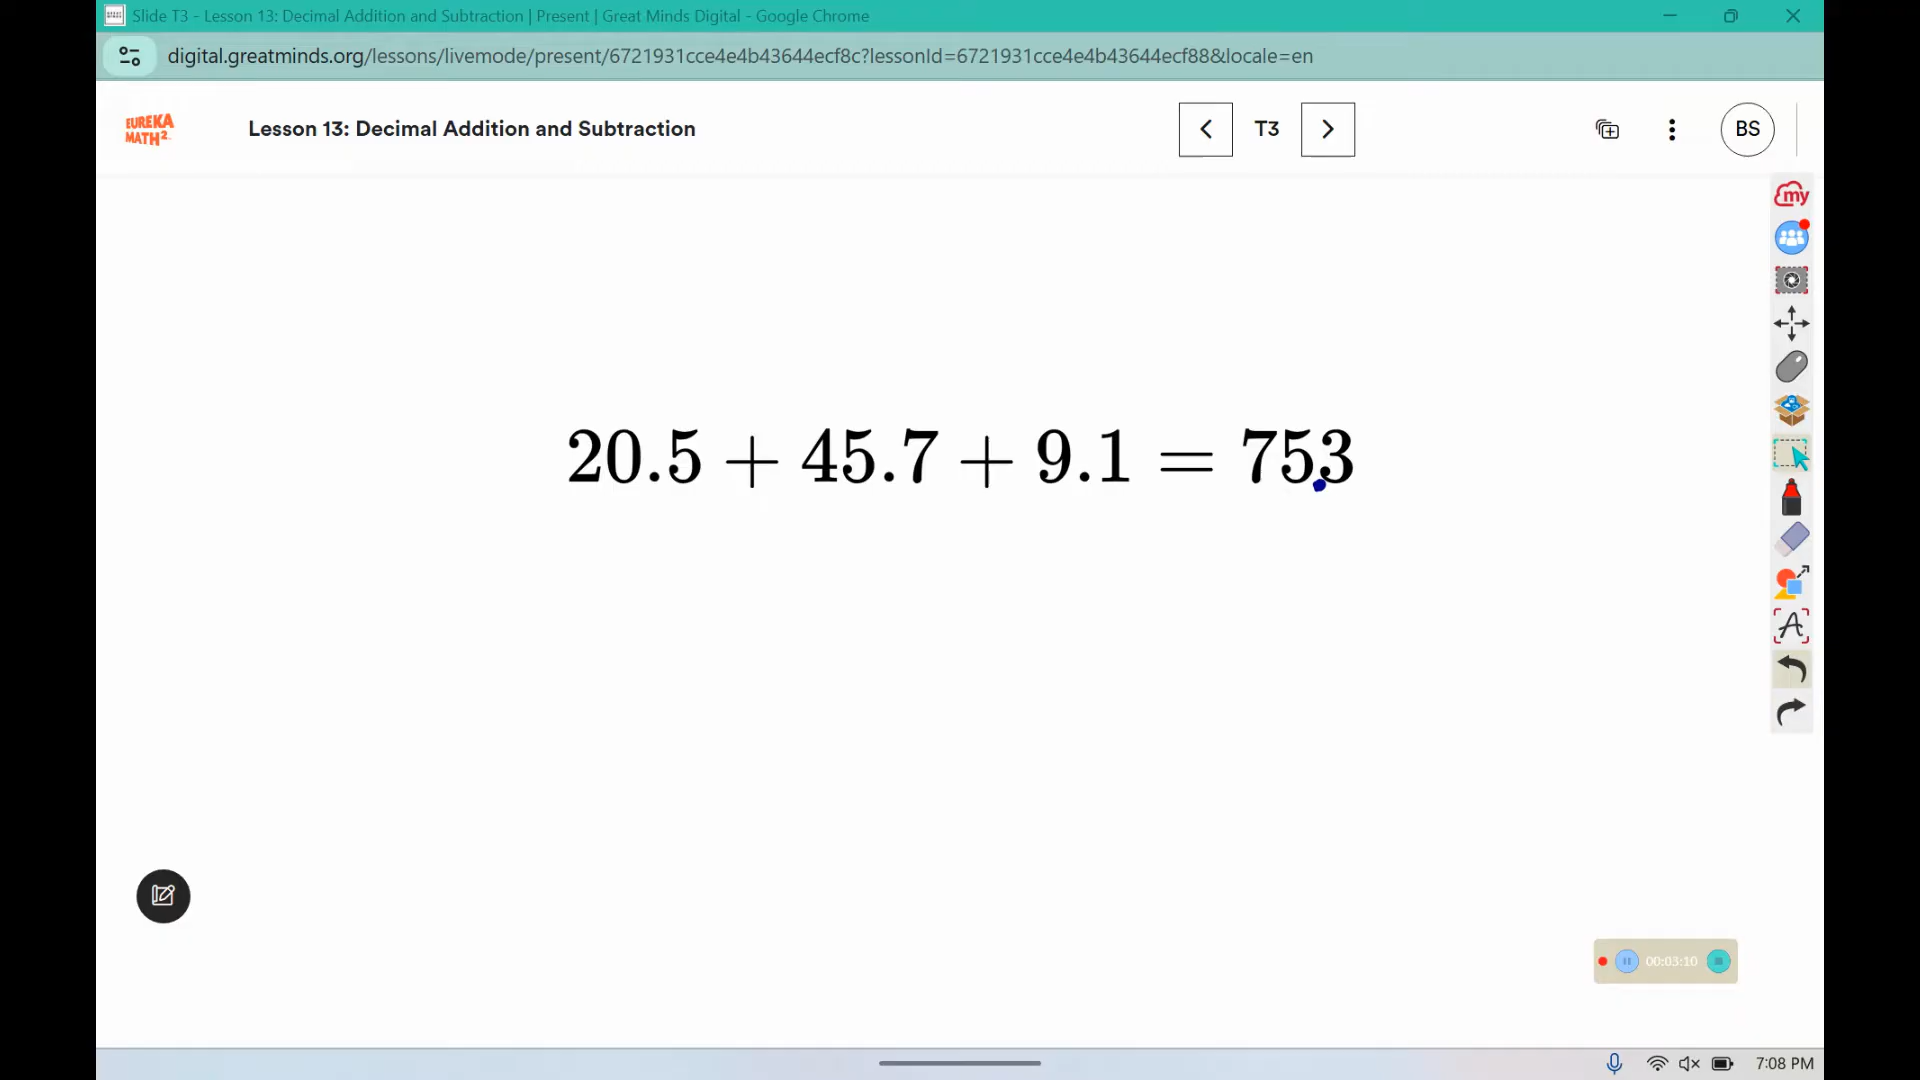 Slide T3 - Lesson 13: Decimal Addition and Subtraction | Present | Great Minds Digital - Google Chrome
digital.greatminds.org/lessons/livemode/present/6721931cce4e4b43644ecf8c?lessonId=6721931cce4e4b43644ecf88&locale=en
EUREKA MATH²
Lesson 13: Decimal Addition and Subtraction
T3
BS
my
20.5 + 45.7 + 9.1 = 75.3
A
00:03:10
7:08 PM